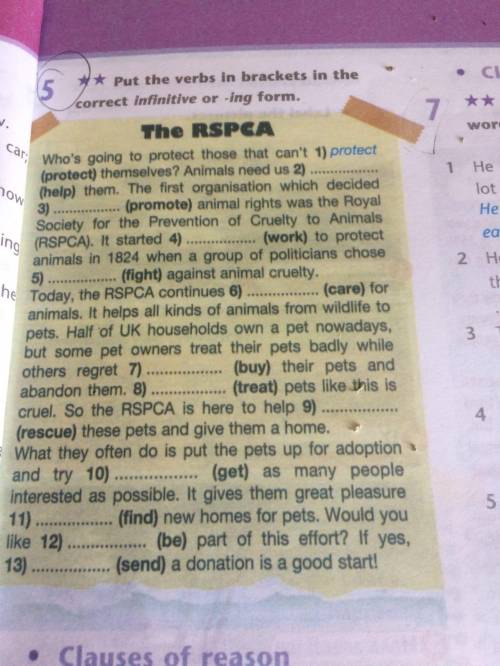 5 ★★ Put the verbs in brackets in the
correct infinitive or -ing form.
The RSPCA
Who's going to protect those that can't 1) protect
(protect) themselves? Animals need us 2) ..................
(help) them. The first organisation which decided
3) .................. (promote) animal rights was the Royal
Society for the Prevention of Cruelty to Animals
(RSPCA). It started 4) .................. (work) to protect
animals in 1824 when a group of politicians chose
5) .................. (fight) against animal cruelty.
Today, the RSPCA continues 6) .................. (care) for
animals. It helps all kinds of animals from wildlife to
pets. Half of UK households own a pet nowadays,
but some pet owners treat their pets badly while
others regret 7) .................. (buy) their pets and
abandon them. 8) .................. (treat) pets like this is
cruel. So the RSPCA is here to help 9) ..................
(rescue) these pets and give them a home.
What they often do is put the pets up for adoption
and try 10) .................. (get) as many people
interested as possible. It gives them great pleasure
11) .................. (find) new homes for pets. Would you
like 12) .................. (be) part of this effort? If yes,
13) .................. (send) a donation is a good start!
• Clauses of reason
• Cl
7 ★★
wor
1 He
lot
He
ea
2 He
th
3 T
4
5